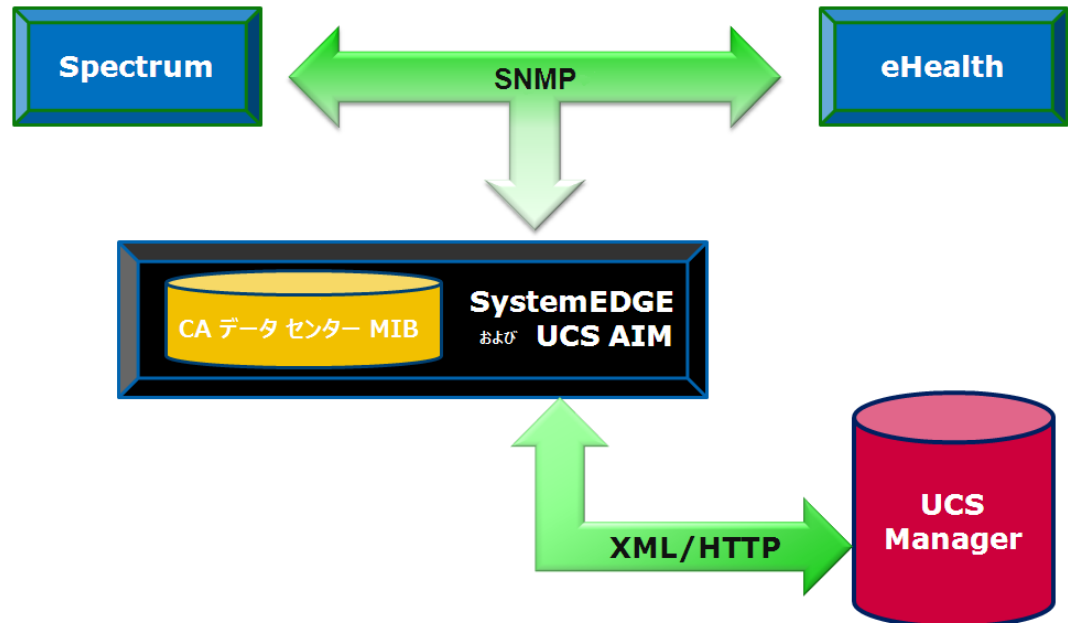 Spectrum
SNMP
eHealth
CA データ センター MIB
SystemEDGE
および UCS AIM
UCS
Manager
XML/HTTP